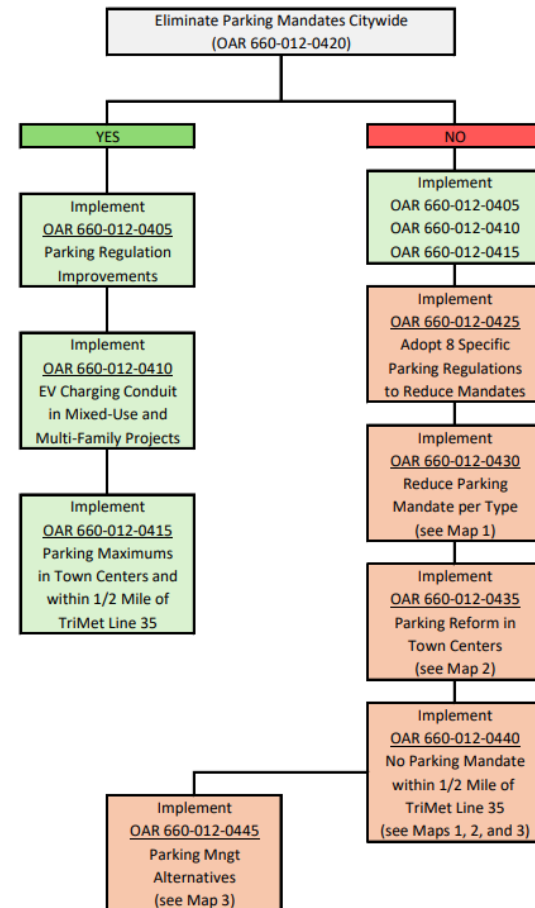 Eliminate Parking Mandates Citywide
(OAR 660-012-0420)
YES
Implement
OAR 660-012-0405
Parking Regulation
Improvements
Implement
OAR 660-012-0410
EV Charging Conduit
in Mixed-Use and
Multi-Family Projects
Implement
OAR 660-012-0415
Parking Maximums
in Town Centers and
within 1/2 Mile of
TriMet Line 35
NO
Implement
OAR 660-012-0405
OAR 660-012-0410
OAR 660-012-0415
Implement
OAR 660-012-0425
Adopt 8 Specific
Parking Regulations
to Reduce Mandates
Implement
OAR 660-012-0430
Reduce Parking
Mandate per Type
(see Map 1)
Implement
OAR 660-012-0435
Parking Reform in
Town Centers
(see Map 2)
Implement
OAR 660-012-0440
No Parking Mandate
within 1/2 Mile of
TriMet Line 35
(see Maps 1, 2, and 3)
Implement
OAR 660-012-0445
Parking Mngt
Alternatives
(see Map 3)